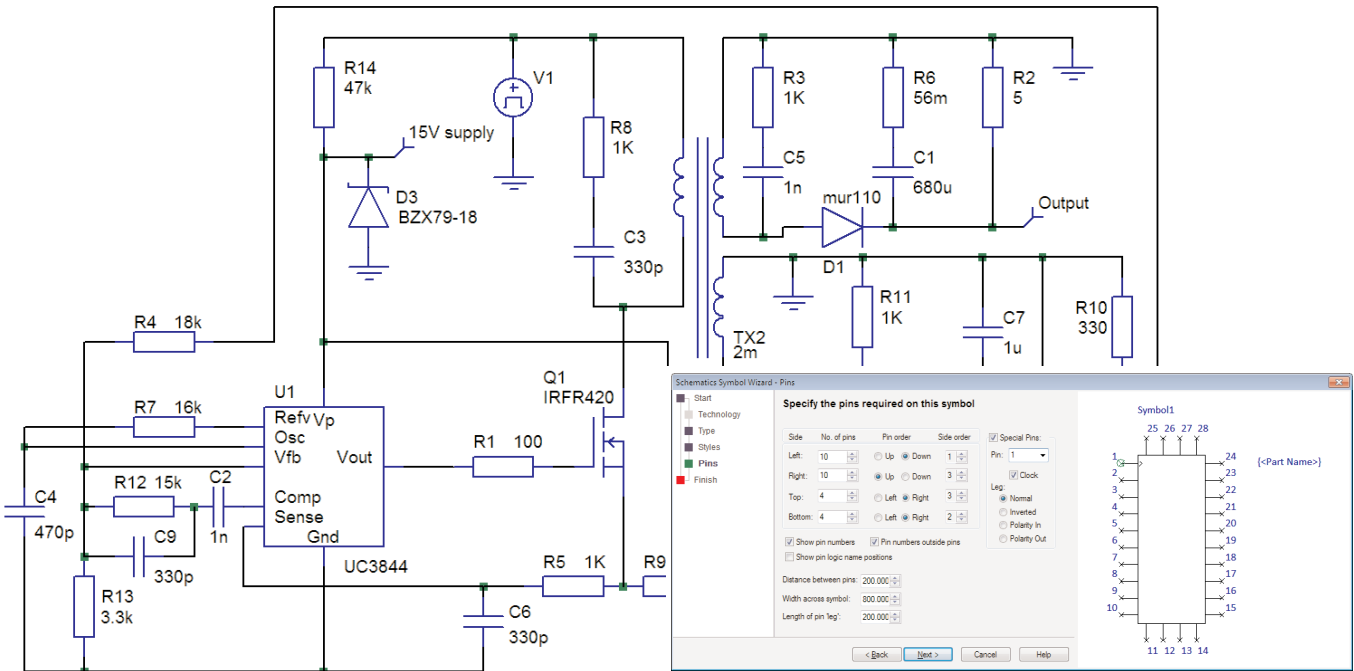 R14
47k
V1
R8
1K
15V supply
D3
BZX79-18
C3
330p
R3
1K
R6
56m
R2
5
C5
1n
C1
680u
mur110
Output
D1
R11
1K
C7
1u
R10
330
TX2
2m
R4 18k
R7 16k
U1
Refv Vp
Osc
Vfb
Vout
Comp
Sense
Gnd
UC3844
Q1
IRFR420
R1 100
R12 15k
C2
1n
C4
470p
C9
330p
R13
3.3k
R5 1K
R9
C6
330p
Schematics Symbol Wizard - Pins
Start
Technology
Type
Styles
Pins
Finish
Specify the pins required on this symbol
Side No. of pins Pin order Side order
Left: 10 Up Down 1
Right: 10 Up Down 3
Top: 4 Left Right 3
Bottom: 4 Left Right 2
Special Pins:
Pin: 1
Clock
Leg:
Normal
Inverted
Polarity In
Polarity Out
Show pin numbers Pin numbers outside pins
Show pin logic name positions
Distance between pins: 200.000
Width across symbol: 800.000
Length of pin 'leg': 200.000
< Back Next > Cancel Help
Symbol1
25 26 27 28
{<Part Name>}
1 24
2 23
3 22
4 21
5 20
6 19
7 18
8 17
9 16
10 15
11 12 13 14